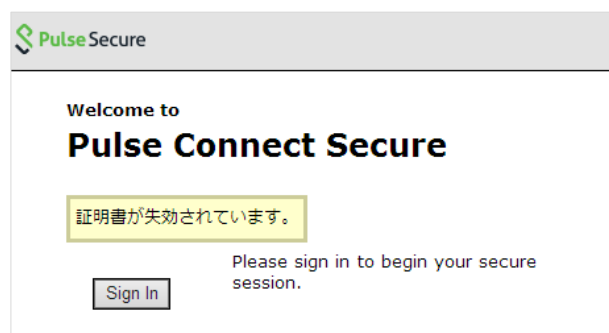 Pulse Secure
Welcome to
Pulse Connect Secure
証明書が失効されています。
Please sign in to begin your secure
session.
Sign In